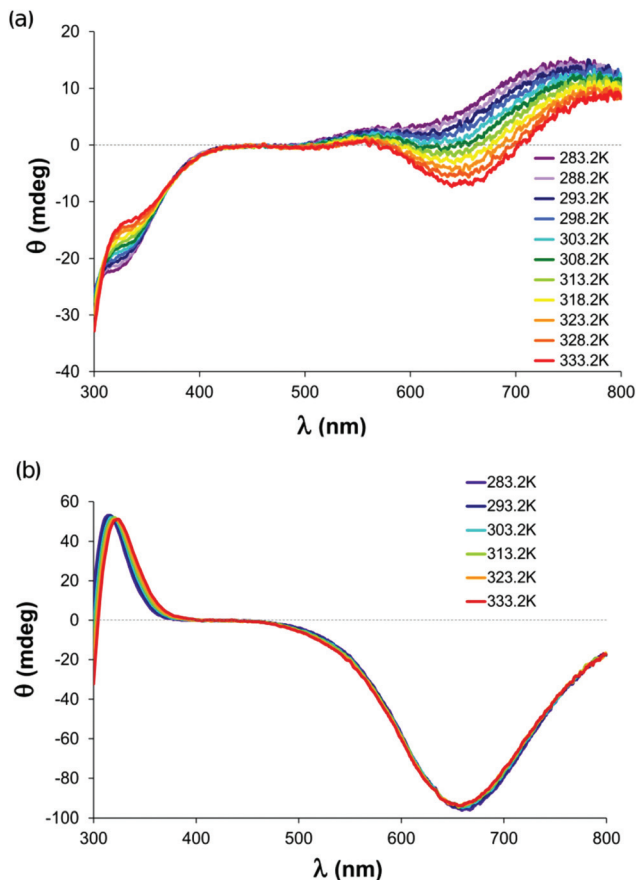 (a)
20
10
0
-10
-20
-30
-40
θ (mdeg)
283.2K
288.2K
293.2K
298.2K
303.2K
308.2K
313.2K
318.2K
323.2K
328.2K
333.2K
300 400 500 600 700 800
λ (nm)
(b)
60
40
20
0
-20
-40
-60
-80
-100
θ (mdeg)
283.2K
293.2K
303.2K
313.2K
323.2K
333.2K
300 400 500 600 700 800
λ (nm)